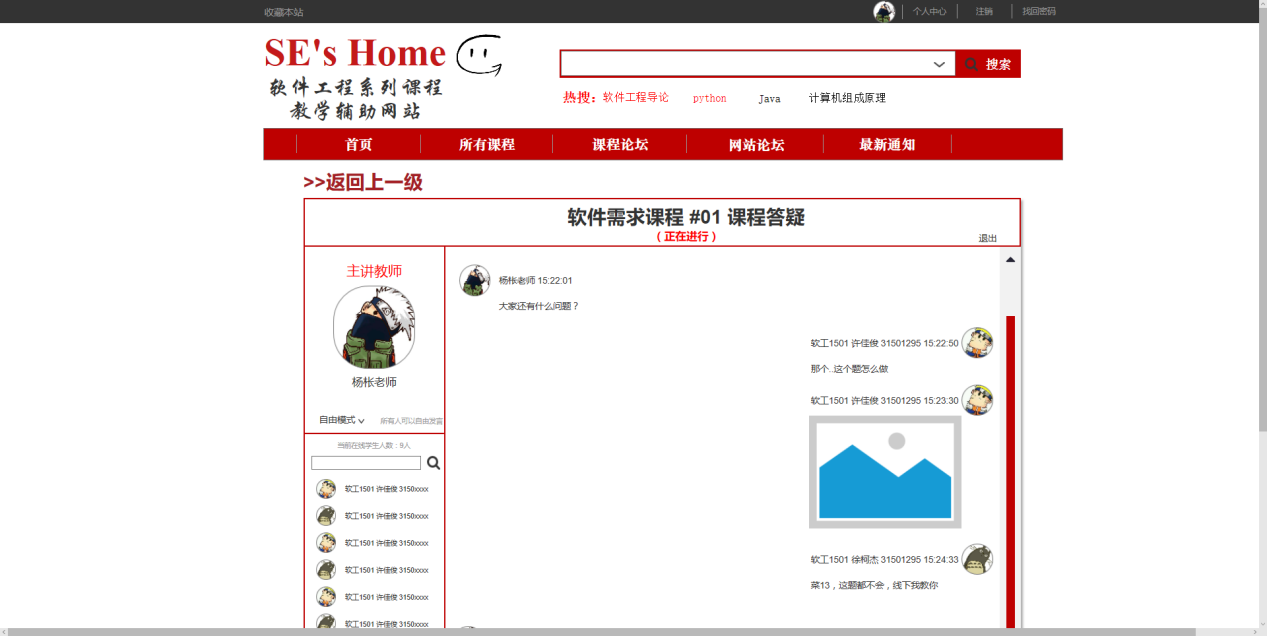 收藏本站
个人中心 注销 找回密码
SE's Home
软件工程系列课程
教学辅助网站
搜索
热搜： 软件工程导论 python Java 计算机组成原理
首页 所有课程 课程论坛 网站论坛 最新通知
>>返回上一级
软件需求课程 #01 课程答疑
（正在进行）
退出
主讲教师
杨枨老师
自由模式 所有人可以自由发言
当前在线学生人数：9人
软工1501 许佳俊 3150xxxx
软工1501 许佳俊 3150xxxx
软工1501 许佳俊 3150xxxx
软工1501 许佳俊 3150xxxx
软工1501 许佳俊 3150xxxx
软工1501 许佳俊 3150xxxx
杨枨老师 15:22:01
大家还有什么问题？
软工1501 许佳俊 31501295 15:22:50
那个..这个题怎么做
软工1501 许佳俊 31501295 15:23:30
软工1501 徐柯杰 31501295 15:24:33
菜13，这题都不会，线下我教你